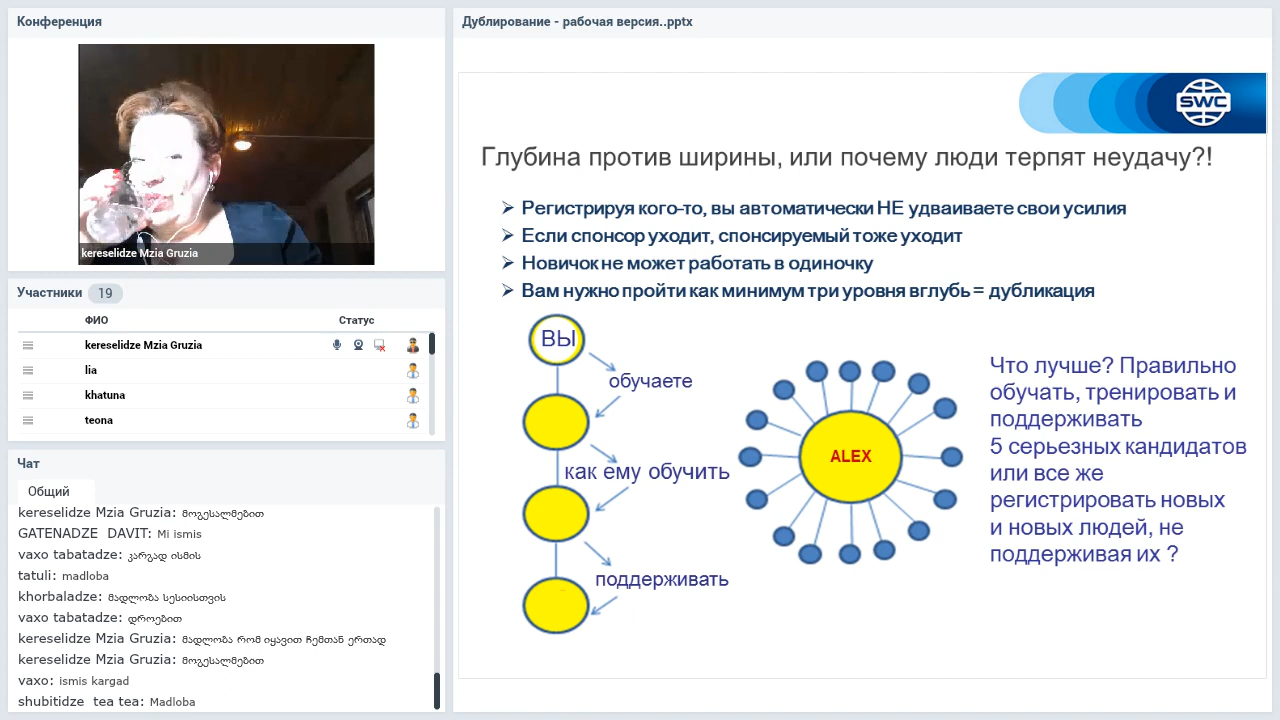 Конференция
kereselidze Mzia Gruzia
Участники 19
ФИО Статус
kereselidze Mzia Gruzia
lia
khatuna
teona
Чат
Общий
kereselidze Mzia Gruzia: მოგესალმებით
GATENADZE DAVIT: Mi ismis
vaxo tabatadze: კარგად ისმის
tatuli: madloba
khorbaladze: მადლობა სესიისთვის
vaxo tabatadze: დროებით
kereselidze Mzia Gruzia: მადლობა რომ იყავით ჩემთან ერთად
kereselidze Mzia Gruzia: მოგესალმებით
vaxo: ismis kargad
shubitidze tea tea: Madloba
Дублирование - рабочая версия..pptx
SWC
Глубина против ширины, или почему люди терпят неудачу?!
Регистрируя кого-то, вы автоматически НЕ удваиваете свои усилия
Если спонсор уходит, спонсируемый тоже уходит
Новичок не может работать в одиночку
Вам нужно пройти как минимум три уровня вглубь = дубликация
ВЫ
обучаете
как ему обучить
поддерживать
ALEX
Что лучше? Правильно
обучать, тренировать и
поддерживать
5 серьезных кандидатов
или все же
регистрировать новых
и новых людей, не
поддерживая их ?